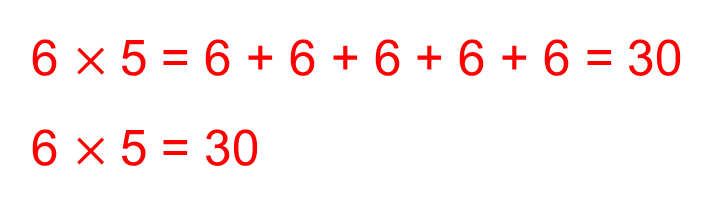 6 × 5 = 6 + 6 + 6 + 6 + 6 = 30
6 × 5 = 30